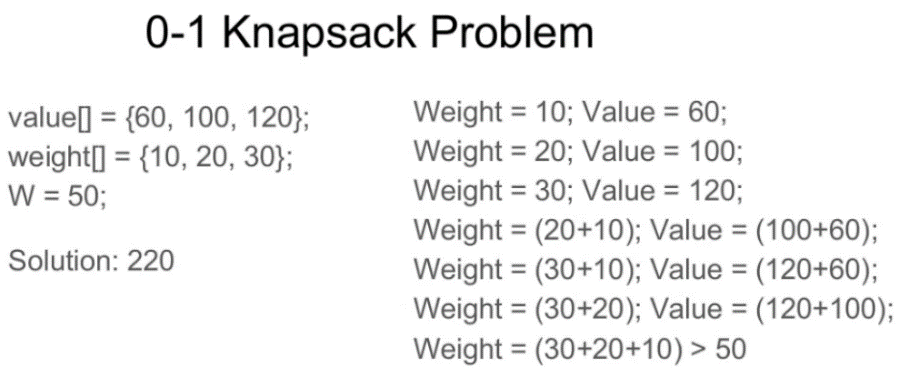 0-1 Knapsack Problem
value[] = {60, 100, 120};
weight[] = {10, 20, 30};
W = 50;
Solution: 220
Weight = 10; Value = 60;
Weight = 20; Value = 100;
Weight = 30; Value = 120;
Weight = (20+10); Value = (100+60);
Weight = (30+10); Value = (120+60);
Weight = (30+20); Value = (120+100);
Weight = (30+20+10) > 50